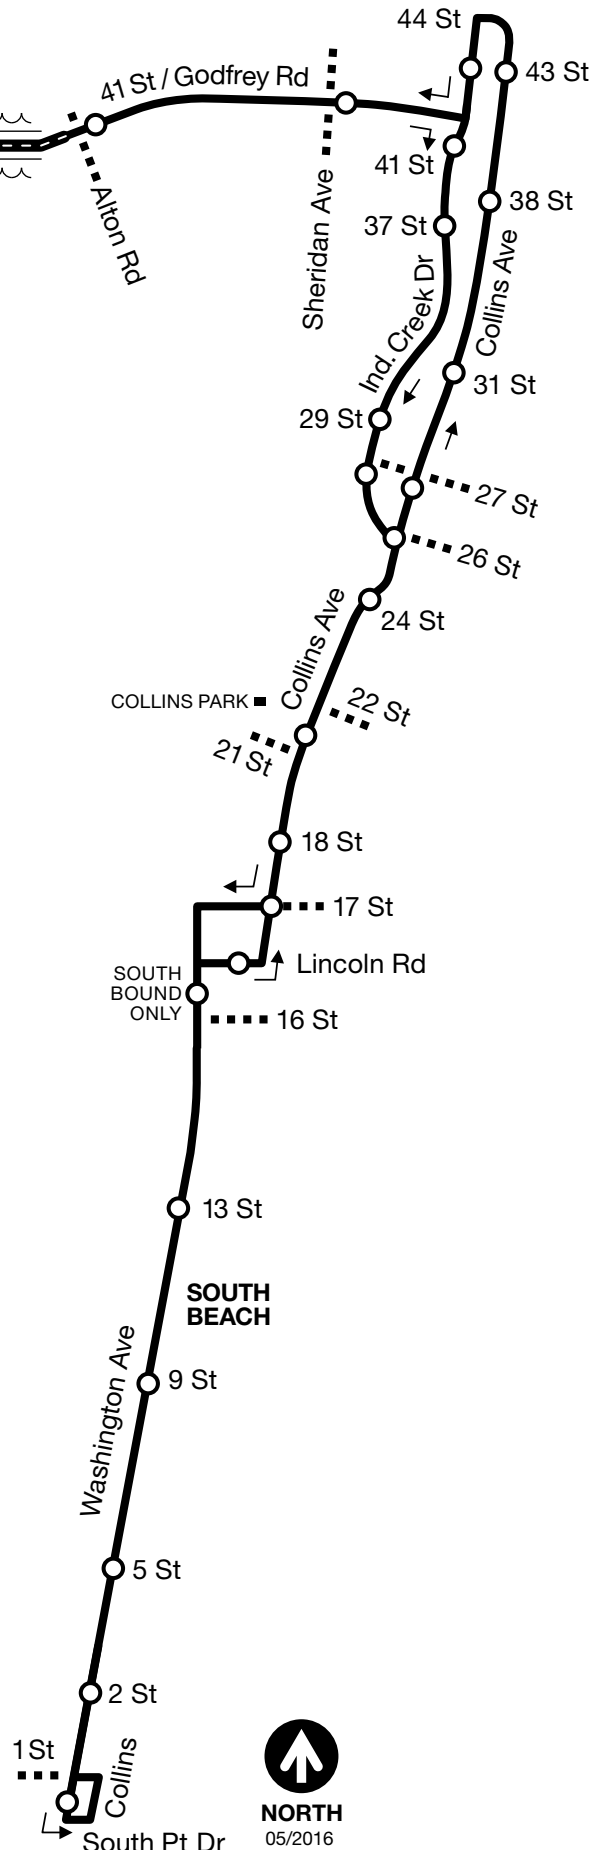 44 St
43 St
41 St / Godfrey Rd
41 St
Alton Rd
Sheridan Ave
38 St
37 St
Collins Ave
Ind. Creek Dr
31 St
29 St
27 St
26 St
24 St
Collins Ave
COLLINS PARK
22 St
21 St
18 St
17 St
Lincoln Rd
SOUTH
BOUND
ONLY
16 St
13 St
SOUTH
BEACH
Washington Ave
9 St
5 St
2 St
1 St
Collins
South Pt Dr
NORTH
05/2016